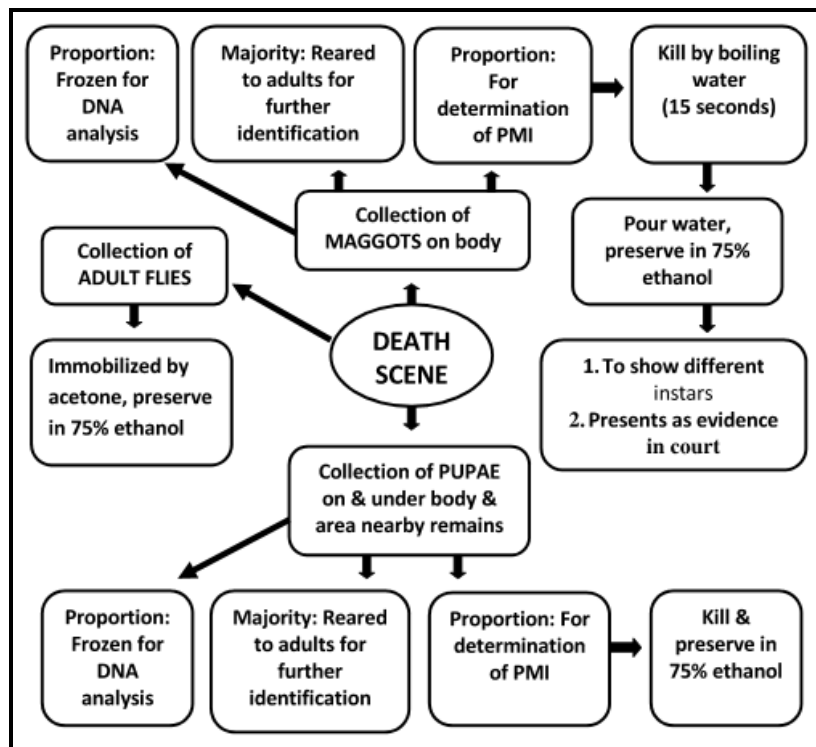 Proportion:
Frozen for
DNA
analysis
Majority: Reared
to adults for
further
identification
Proportion:
For
determination
of PMI
Kill by boiling
water
(15 seconds)
Collection of
MAGGOTS on body
Pour water,
preserve in 75%
ethanol
Collection of
ADULT FLIES
DEATH
SCENE
Immobilized by
acetone, preserve
in 75% ethanol
1. To show different
instars
2. Presents as evidence
in court
Collection of PUPAE
on & under body &
area nearby remains
Proportion:
Frozen for
DNA
analysis
Majority: Reared
to adults for
further
identification
Proportion: For
determination
of PMI
Kill &
preserve in
75% ethanol